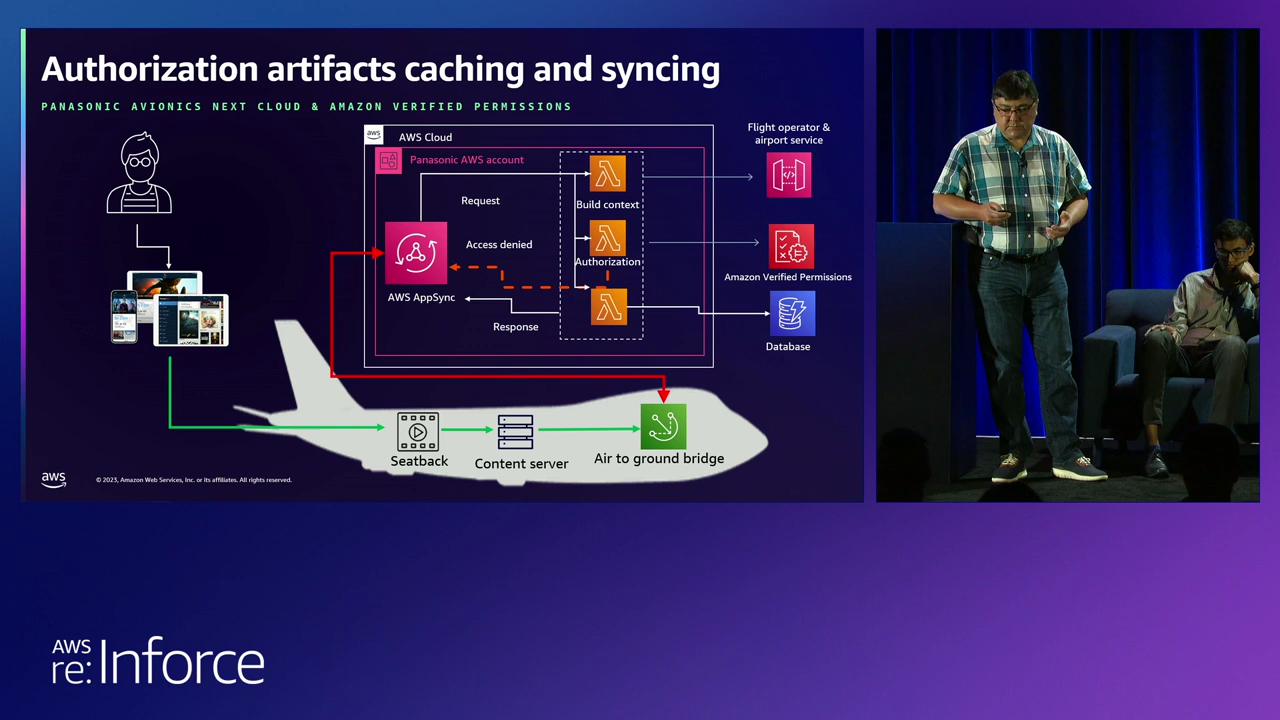 Authorization artifacts caching and syncing
PANASONIC AVIONICS NEXT CLOUD & AMAZON VERIFIED PERMISSIONS
aws
AWS Cloud
Panasonic AWS account
Request
Access denied
AWS AppSync
Response
Build context
Authorization
Flight operator &
airport service
Amazon Verified Permissions
Database
Seatback
Content server
Air to ground bridge
aws
© 2023, Amazon Web Services, Inc. or its affiliates. All rights reserved.
AWS
re:Inforce